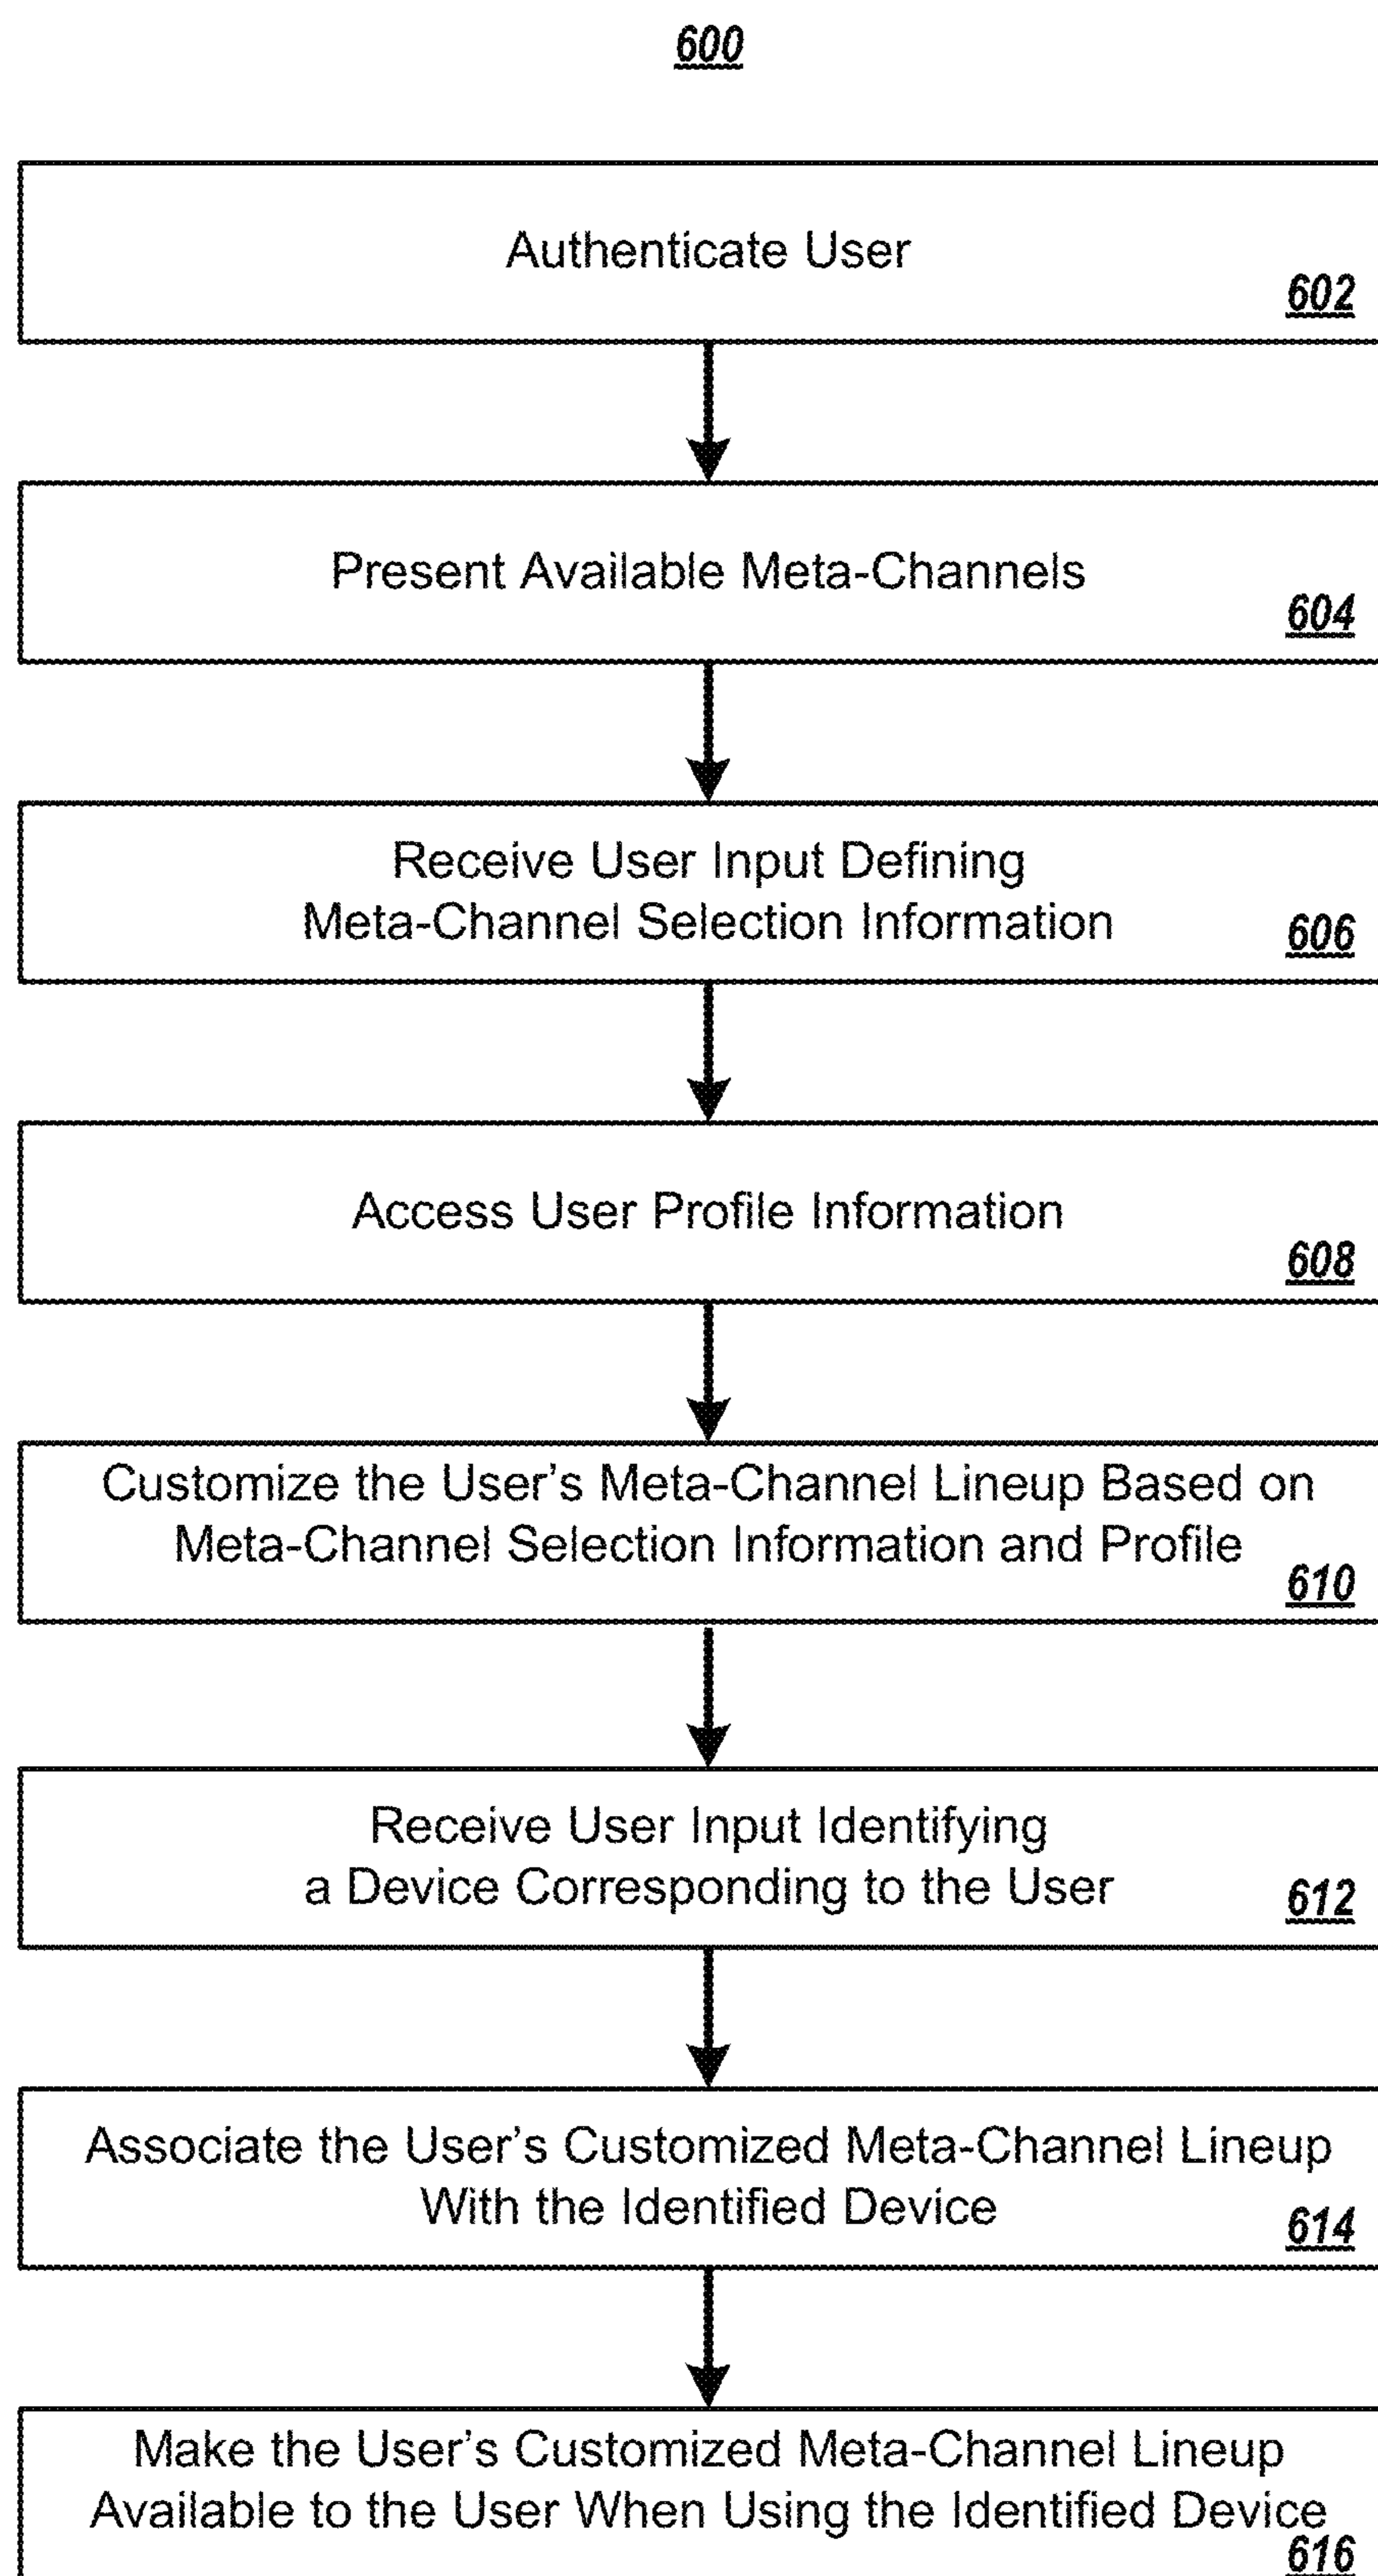 600
Authenticate User
602
Present Available Meta-Channels
604
Receive User Input Defining
Meta-Channel Selection Information
606
Access User Profile Information
608
Customize the User's Meta-Channel Lineup Based on
Meta-Channel Selection Information and Profile
610
Receive User Input Identifying
a Device Corresponding to the User
612
Associate the User's Customized Meta-Channel Lineup
With the Identified Device
614
Make the User's Customized Meta-Channel Lineup
Available to the User When Using the Identified Device
616